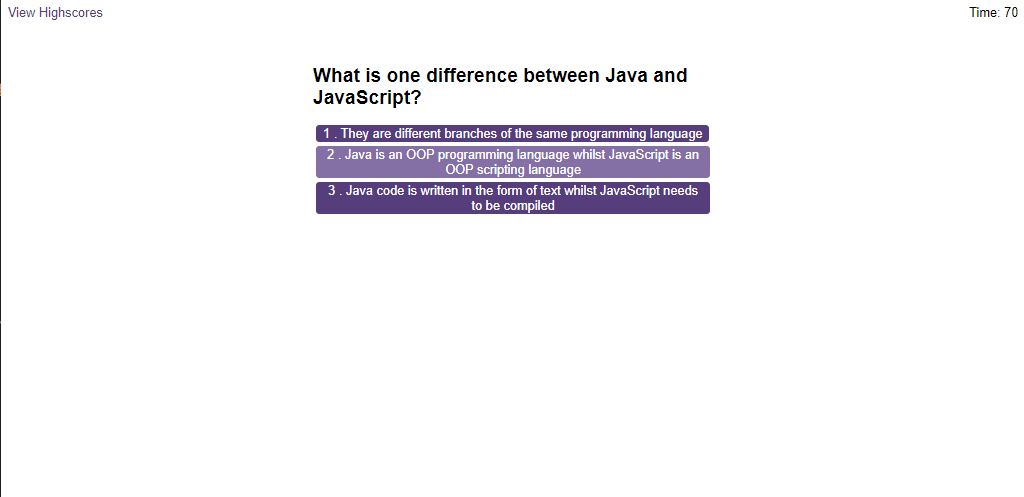 View Highscores
Time: 70
What is one difference between Java and
JavaScript?
1 . They are different branches of the same programming language
2 . Java is an OOP programming language whilst JavaScript is an
OOP scripting language
3 . Java code is written in the form of text whilst JavaScript needs
to be compiled